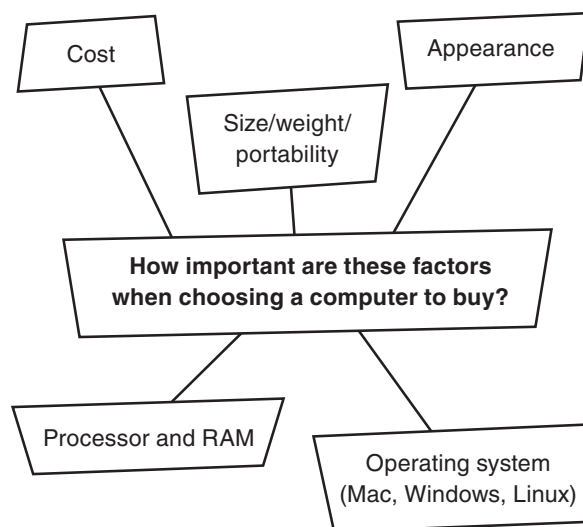 Cost
Appearance
Size/weight/
portability
How important are these factors
when choosing a computer to buy?
Processor and RAM
Operating system
(Mac, Windows, Linux)